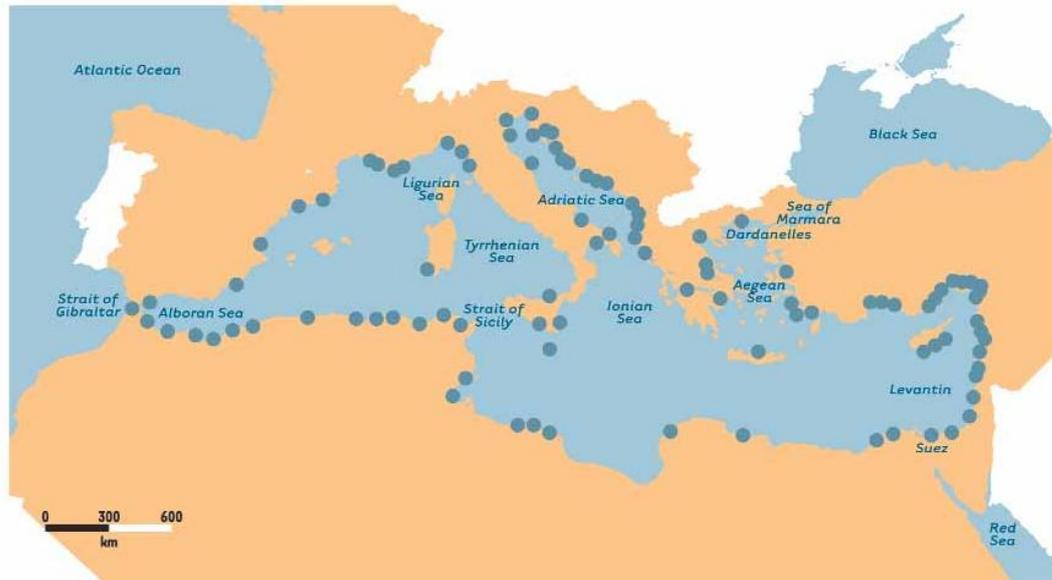 Atlantic Ocean
Black Sea
Ligurian
Sea
Adriatic Sea
Sea of
Marmara
Dardanelles
Tyrrhenian
Sea
Aegean
Sea
Strait of
Gibraltar
Alboran Sea
Strait of
Sicily
Ionian
Sea
Levantin
Suez
0 300 600
km
Red
Sea